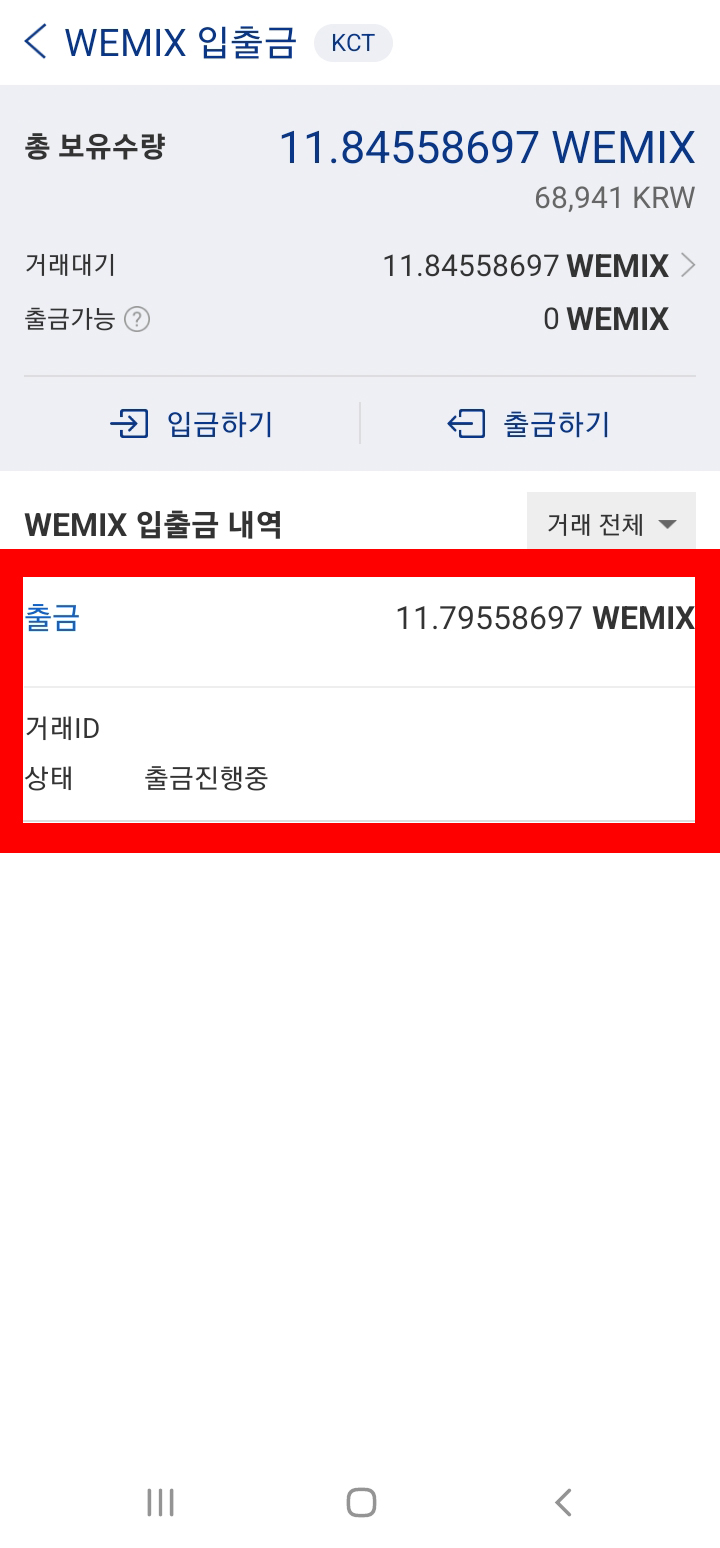 WEMIX 입출금 KCT
총 보유수량 11.84558697 WEMIX
68,941 KRW
거래대기 11.84558697 WEMIX
출금가능 ? 0 WEMIX
입금하기 출금하기
WEMIX 입출금 내역 거래 전체
출금 11.79558697 WEMIX
거래ID
상태 출금진행중